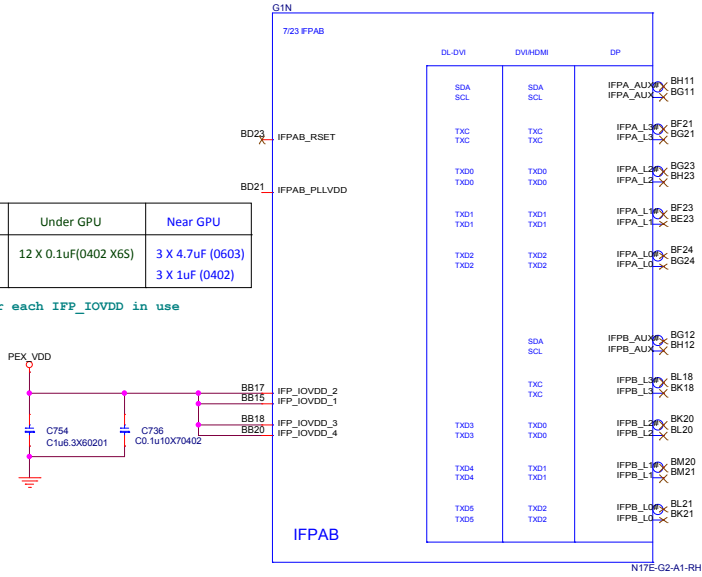 G1N
7/23 IFPAB
DL-DVI DVI/HDMI DP
SDA SDA IFPA_AUX# BH11
SCL SCL IFPA_AUX BG11
BD23 IFPAB_RSET
TXC TXC IFPA_L3# BF21
TXC TXC IFPA_L3 BG21
BD21 IFPAB_PLLVDD
TXD0 TXD0 IFPA_L2# BG23
TXD0 TXD0 IFPA_L2 BH23
TXD1 TXD1 IFPA_L1# BF23
TXD1 TXD1 IFPA_L1 BE23
TXD2 TXD2 IFPA_L0# BF24
TXD2 TXD2 IFPA_L0 BG24
Under GPU Near GPU
12 X 0.1uF(0402 X6S) 3 X 4.7uF (0603)
3 X 1uF (0402)
r each IFP_IOVDD in use
SDA IFPB_AUX# BG12
SCL IFPB_AUX BH12
PEX_VDD
TXC IFPB_L3# BL18
TXC IFPB_L3 BK18
BB17 IFP_IOVDD_2
BB15 IFP_IOVDD_1
BB18 IFP_IOVDD_3
BB20 IFP_IOVDD_4
C754
C1u6.3X60201
C736
C0.1u10X70402
TXD3 TXD0 IFPB_L2# BK20
TXD3 TXD0 IFPB_L2 BL20
TXD4 TXD1 IFPB_L1# BM20
TXD4 TXD1 IFPB_L1 BM21
TXD5 TXD2 IFPB_L0# BL21
TXD5 TXD2 IFPB_L0 BK21
IFPAB
N17E-G2-A1-RH